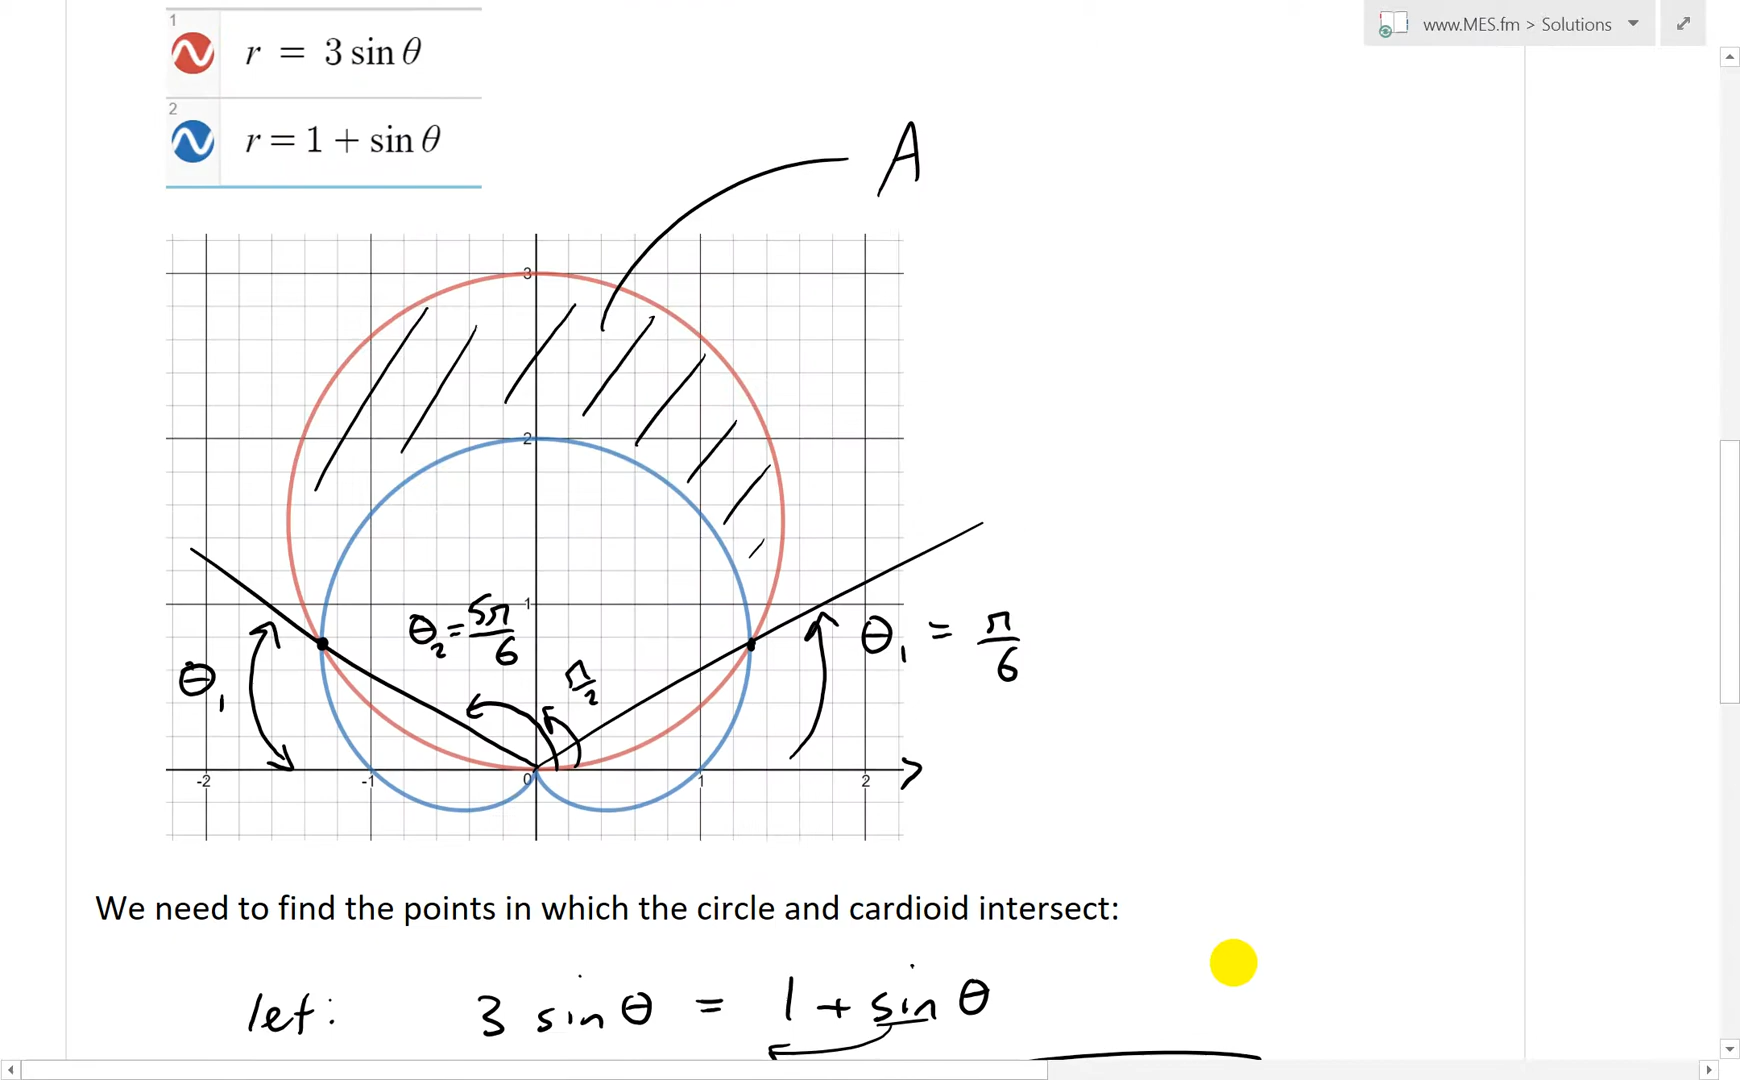 1
r = 3 sin θ
2
r = 1 + sin θ
www.MES.fm > Solutions
A
3
2
1
θ₂ = 5π/6
π/2
θ₁
θ₁ = π/6
-2 -1 0 1 2
We need to find the points in which the circle and cardioid intersect:
let: 3 sin θ = 1 + sin θ